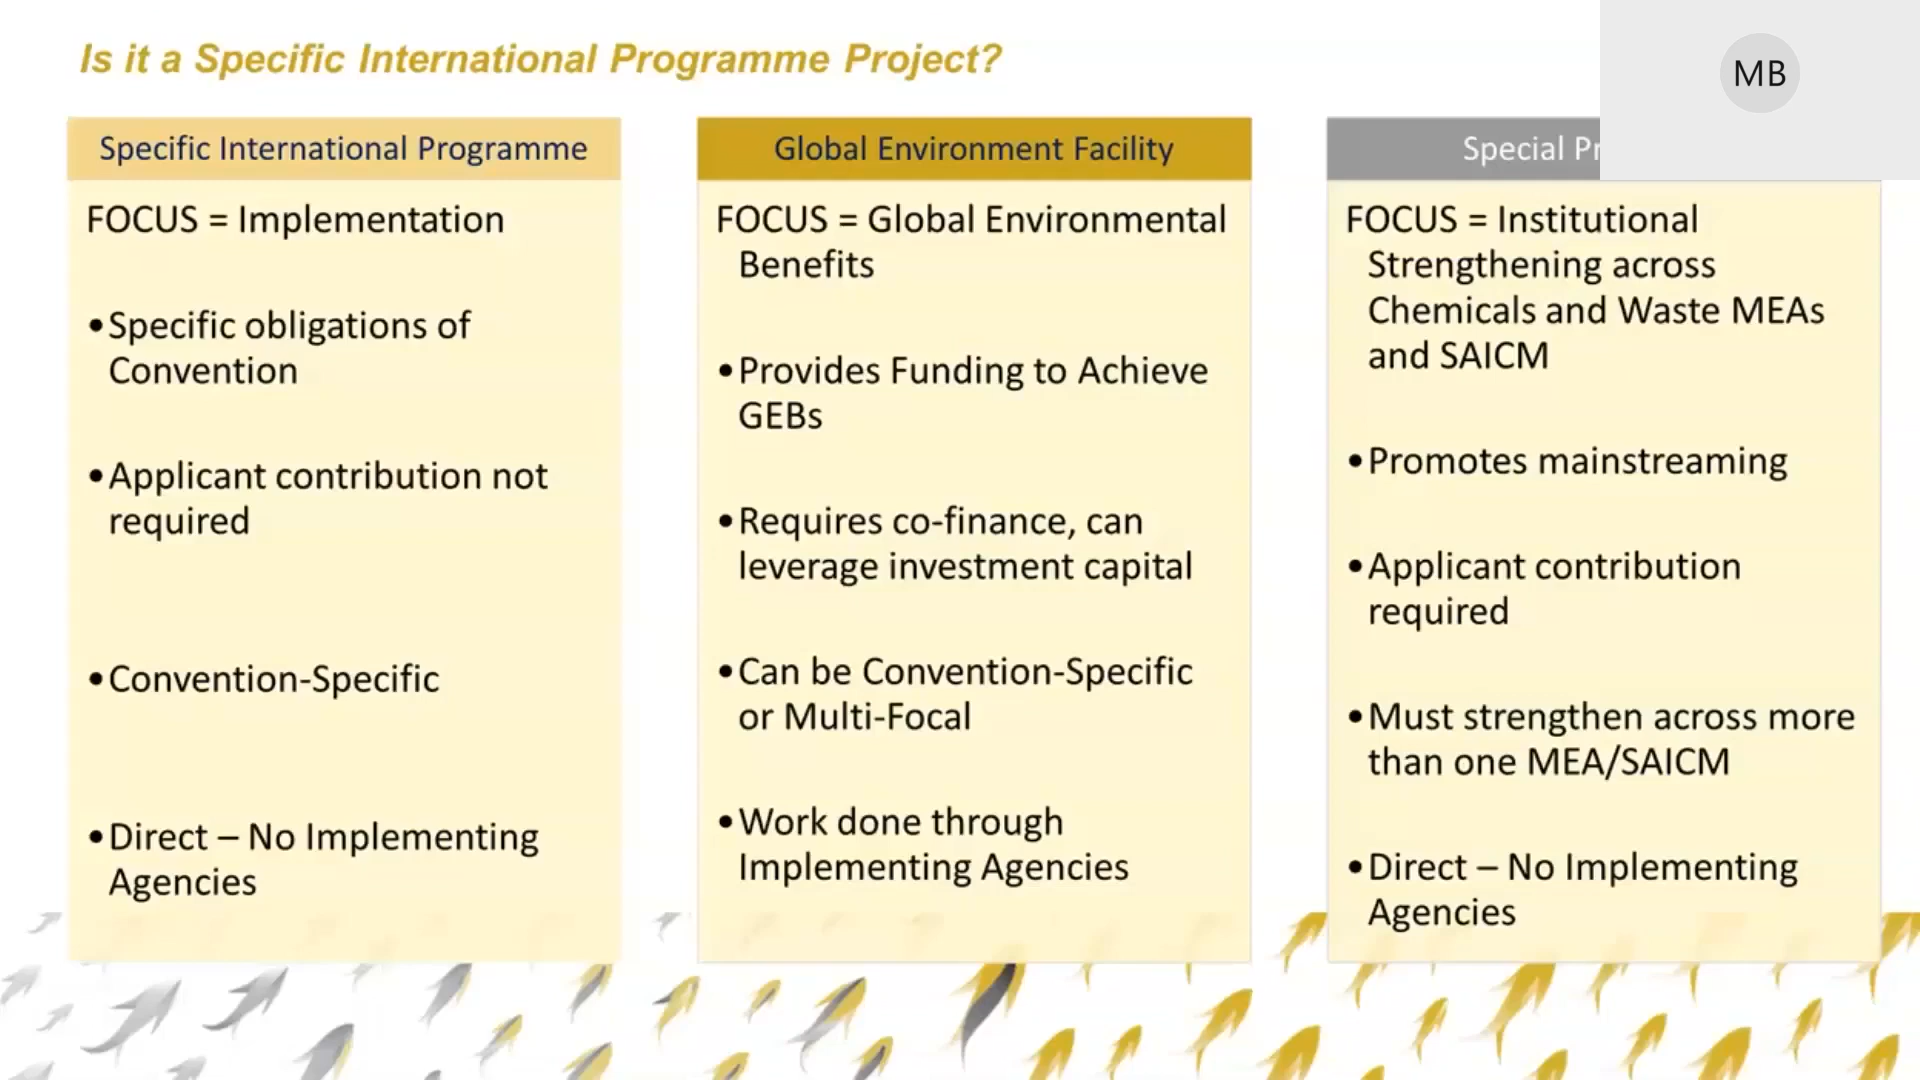 Is it a Specific International Programme Project?
MB
Specific International Programme
FOCUS = Implementation
•Specific obligations of
Convention
•Applicant contribution not
required
•Convention-Specific
•Direct – No Implementing
Agencies
Global Environment Facility
FOCUS = Global Environmental
Benefits
•Provides Funding to Achieve
GEBs
•Requires co-finance, can
leverage investment capital
•Can be Convention-Specific
or Multi-Focal
•Work done through
Implementing Agencies
Special
FOCUS = Institutional
Strengthening across
Chemicals and Waste MEAs
and SAICM
•Promotes mainstreaming
•Applicant contribution
required
•Must strengthen across more
than one MEA/SAICM
•Direct – No Implementing
Agencies